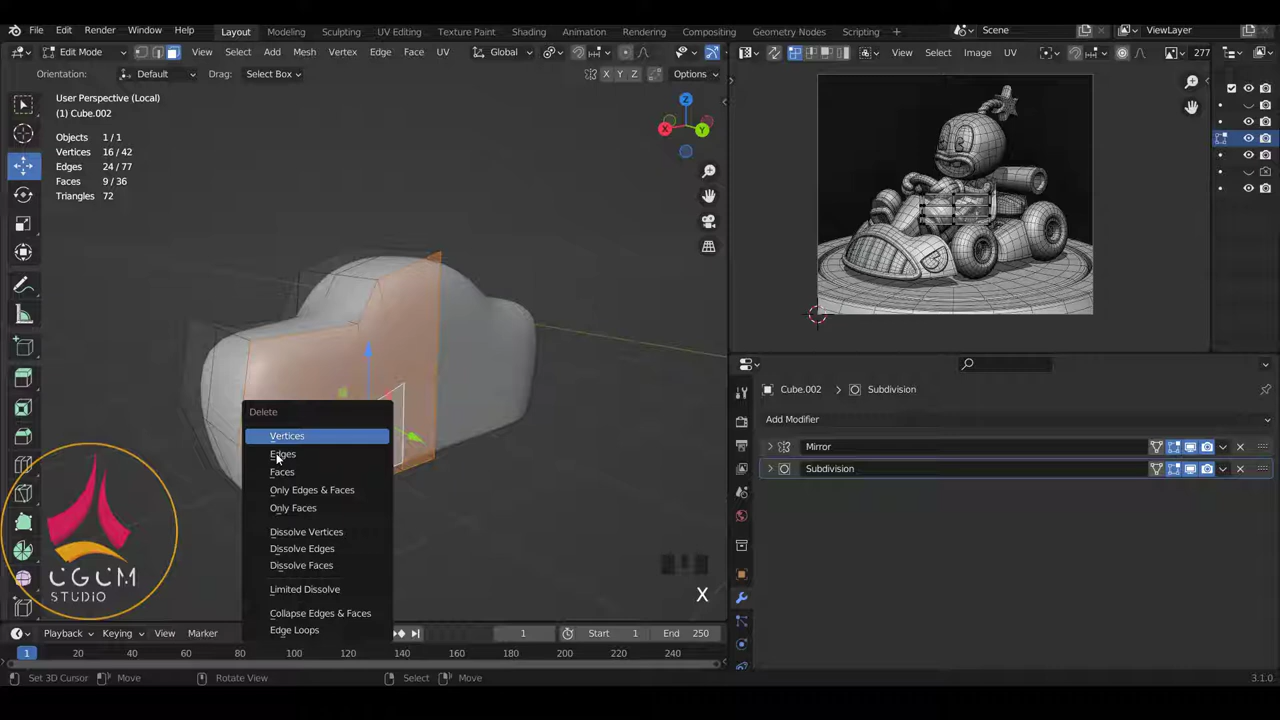 File Edit Render Window Help Layout Modeling Sculpting UV Editing Texture Paint Shading Animation Rendering Compositing Geometry Nodes Scripting Scene ViewLayer
Edit Mode View Select Add Mesh Vertex Edge Face UV Global View Select Image UV 277
Orientation: Default Drag: Select Box X Y Z Options
User Perspective (Local)
(1) Cube.002
Objects 1 / 1
Vertices 16 / 42
Edges 24 / 77
Faces 9 / 36
Triangles 72
Z
X
Y
Delete
Vertices
Edges
Faces
Only Edges & Faces
Only Faces
Dissolve Vertices
Dissolve Edges
Dissolve Faces
Limited Dissolve
Collapse Edges & Faces
Edge Loops
X
CGCM
STUDIO
Cube.002 Subdivision
Add Modifier
Mirror
Subdivision
Playback Keying View Marker 1 Start 1 End 250
1 20 40 60 80 100 120 140 160 180 200 220 240
Set 3D Cursor Move Rotate View Select Move 3.1.0